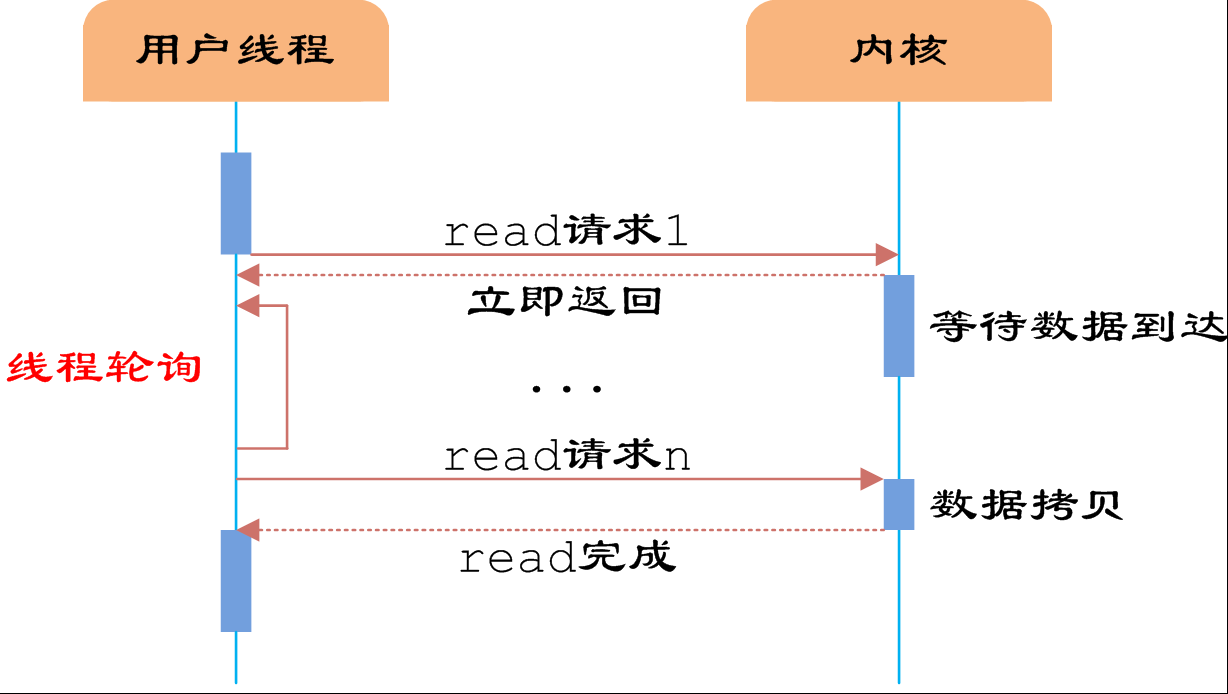 用户线程
内核
read请求1
立即返回
等待数据到达
线程轮询
...
read请求n
数据拷贝
read完成